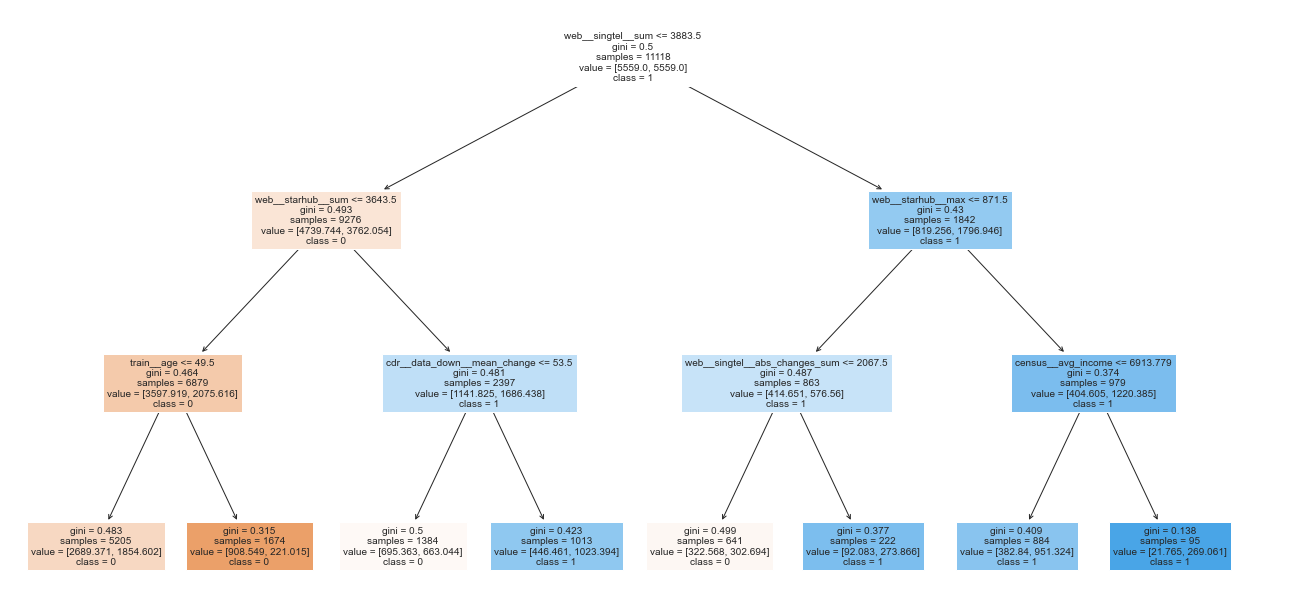 web__singtel__sum <= 3883.5
gini = 0.5
samples = 11118
value = [5559.0, 5559.0]
class = 1
web__starhub__sum <= 3643.5
gini = 0.493
samples = 9276
value = [4739.744, 3762.054]
class = 0
web__starhub__max <= 871.5
gini = 0.43
samples = 1842
value = [819.256, 1796.946]
class = 1
train__age <= 49.5
gini = 0.464
samples = 6879
value = [3597.919, 2075.616]
class = 0
cdr__data_down__mean_change <= 53.5
gini = 0.481
samples = 2397
value = [1141.825, 1686.438]
class = 1
web__singtel__abs_changes_sum <= 2067.5
gini = 0.487
samples = 863
value = [414.651, 576.56]
class = 1
census__avg_income <= 6913.779
gini = 0.374
samples = 979
value = [404.605, 1220.385]
class = 1
gini = 0.483
samples = 5205
value = [2689.371, 1854.602]
class = 0
gini = 0.315
samples = 1674
value = [908.549, 221.015]
class = 0
gini = 0.5
samples = 1384
value = [695.363, 663.044]
class = 0
gini = 0.423
samples = 1013
value = [446.461, 1023.394]
class = 1
gini = 0.499
samples = 641
value = [322.568, 302.694]
class = 0
gini = 0.377
samples = 222
value = [92.083, 273.866]
class = 1
gini = 0.409
samples = 884
value = [382.84, 951.324]
class = 1
gini = 0.138
samples = 95
value = [21.765, 269.061]
class = 1